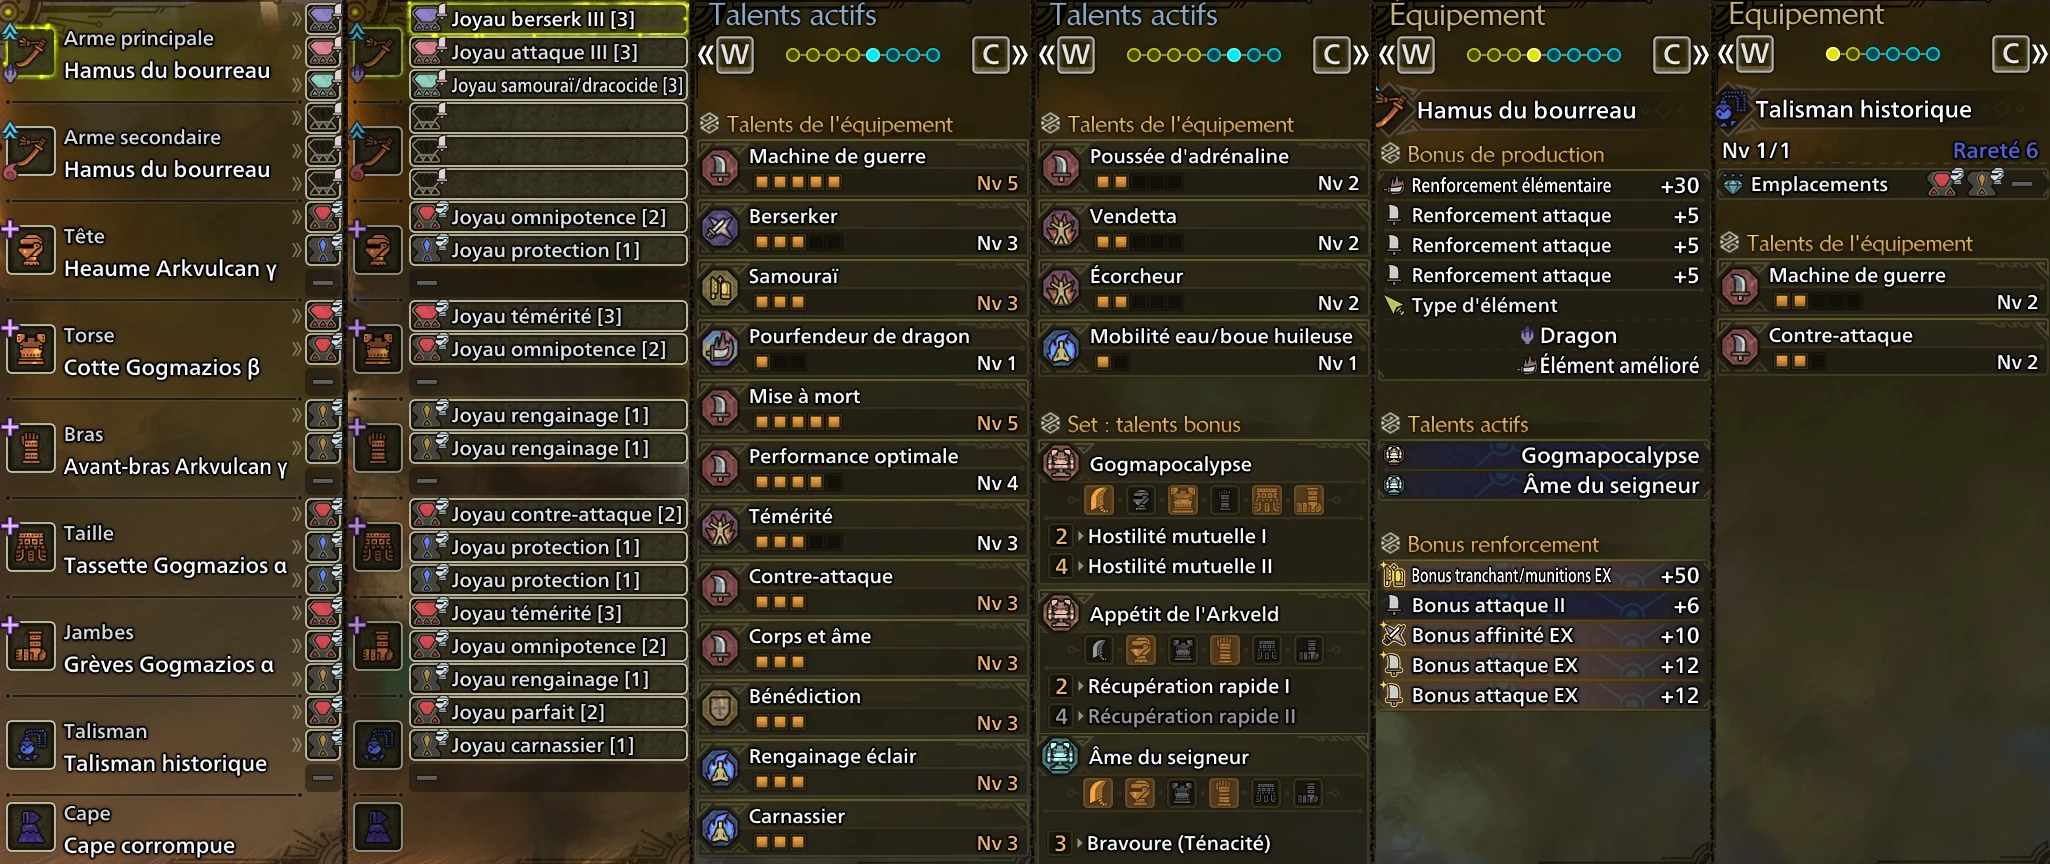 Arme principale
Hamus du bourreau
Arme secondaire
Hamus du bourreau
Tête
Heaume Arkvulcan γ
Torse
Cotte Gogmazios β
Bras
Avant-bras Arkvulcan γ
Taille
Tassette Gogmazios α
Jambes
Grèves Gogmazios α
Talisman
Talisman historique
Cape
Cape corrompue
Joyau berserk III [3]
Joyau attaque III [3]
Joyau samouraï/dracocide [3]
Joyau omnipotence [2]
Joyau protection [1]
Joyau témérité [3]
Joyau omnipotence [2]
Joyau rengainage [1]
Joyau rengainage [1]
Joyau contre-attaque [2]
Joyau protection [1]
Joyau protection [1]
Joyau témérité [3]
Joyau omnipotence [2]
Joyau rengainage [1]
Joyau parfait [2]
Joyau carnassier [1]
Talents actifs
W C
Talents de l'équipement
Machine de guerre
Nv 5
Berserker
Nv 3
Samouraï
Nv 3
Pourfendeur de dragon
Nv 1
Mise à mort
Nv 5
Performance optimale
Nv 4
Témérité
Nv 3
Contre-attaque
Nv 3
Corps et âme
Nv 3
Bénédiction
Nv 3
Rengainage éclair
Nv 3
Carnassier
Nv 3
Talents actifs
W C
Talents de l'équipement
Poussée d'adrénaline
Nv 2
Vendetta
Nv 2
Écorcheur
Nv 2
Mobilité eau/boue huileuse
Nv 1
Set : talents bonus
Gogmapocalypse
2 Hostilité mutuelle I
4 Hostilité mutuelle II
Appétit de l'Arkveld
2 Récupération rapide I
4 Récupération rapide II
Âme du seigneur
3 Bravoure (Ténacité)
Équipement
W C
Hamus du bourreau
Bonus de production
Renforcement élémentaire +30
Renforcement attaque +5
Renforcement attaque +5
Renforcement attaque +5
Type d'élément
Dragon
Élément amélioré
Talents actifs
Gogmapocalypse
Âme du seigneur
Bonus renforcement
Bonus tranchant/munitions EX +50
Bonus attaque II +6
Bonus affinité EX +10
Bonus attaque EX +12
Bonus attaque EX +12
Équipement
W C
Talisman historique
Nv 1/1 Rareté 6
Emplacements
Talents de l'équipement
Machine de guerre
Nv 2
Contre-attaque
Nv 2